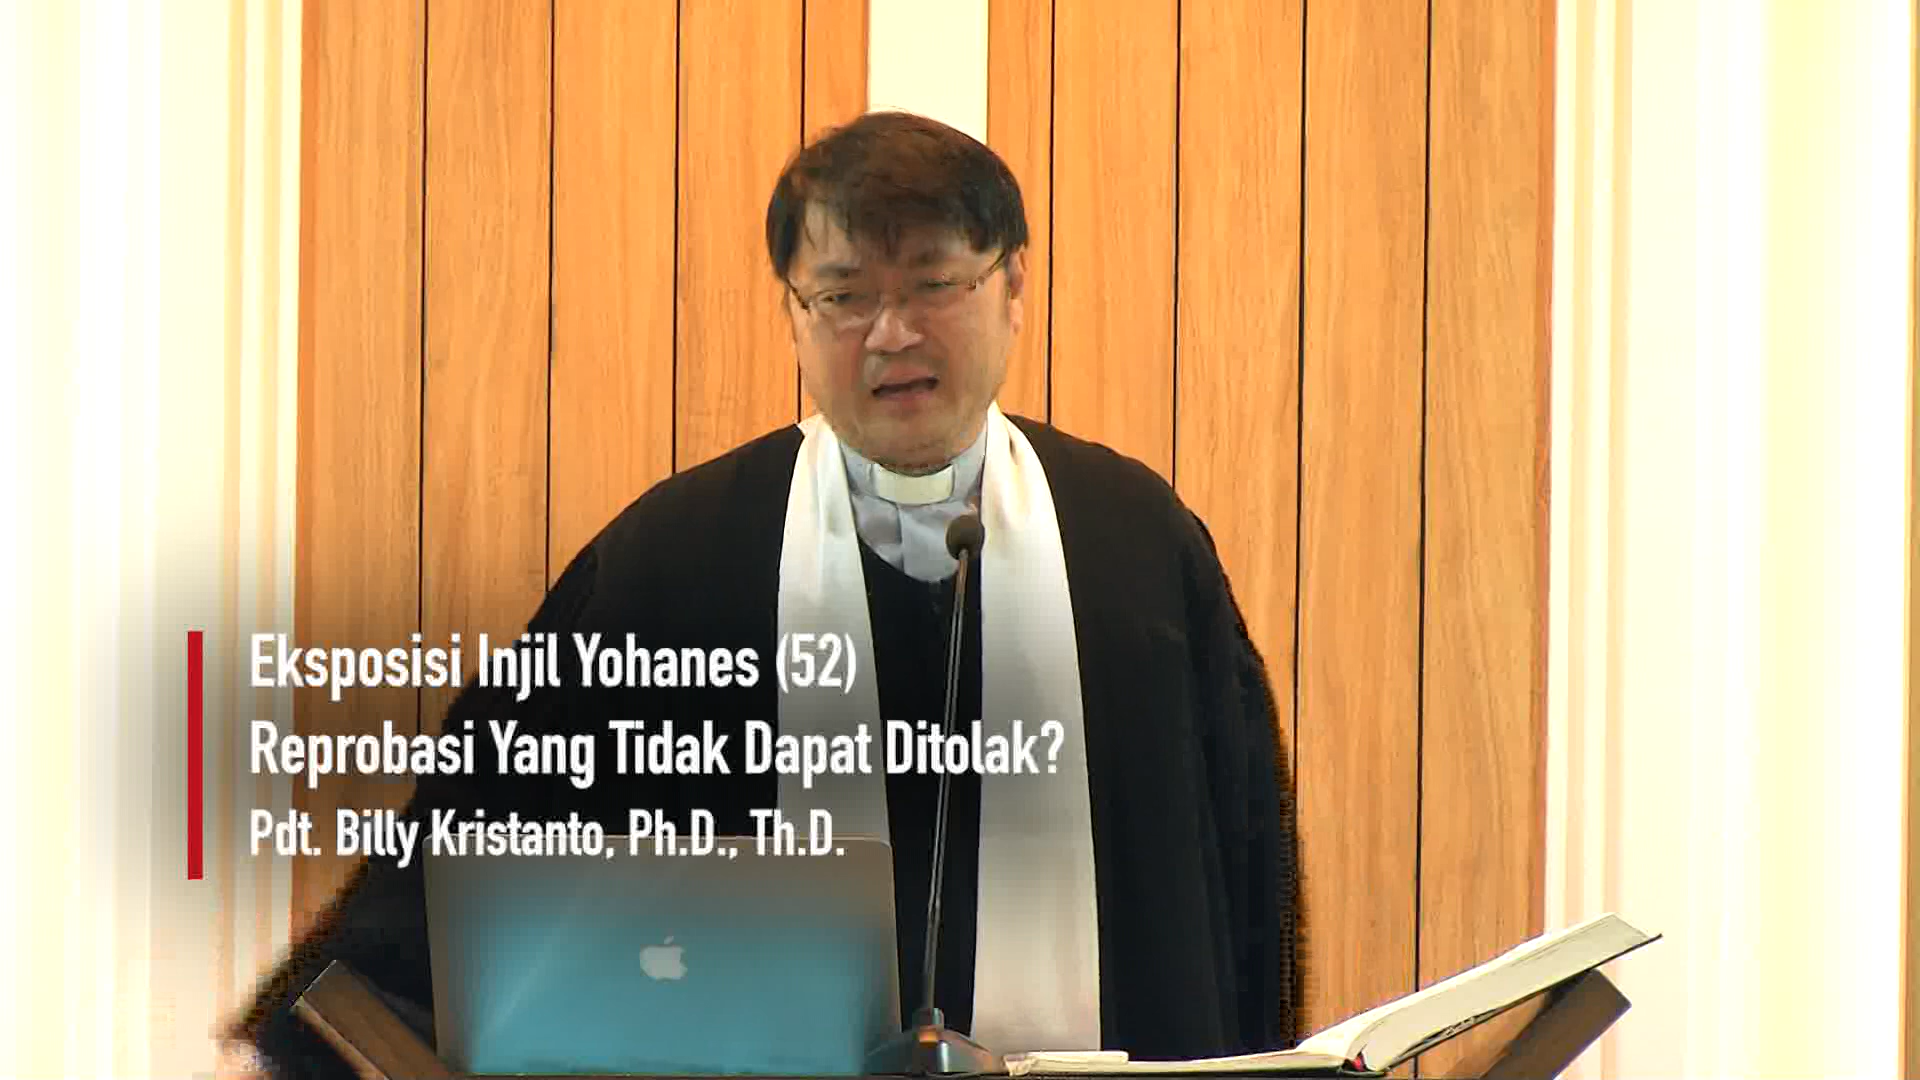 Eksposisi Injil Yohanes (52)
Reprobasi Yang Tidak Dapat Ditolak?
Pdt. Billy Kristanto, Ph.D., Th.D.